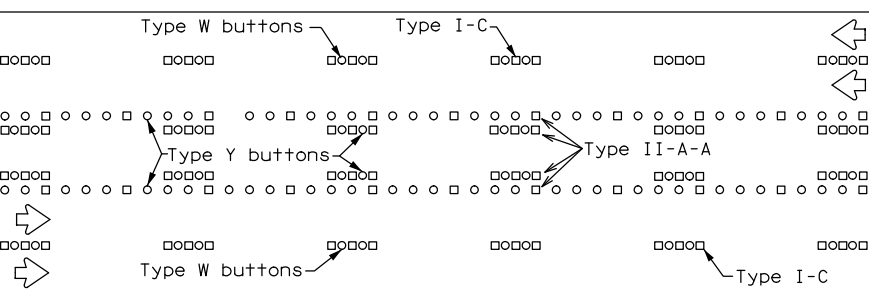 Type W buttons
Type I-C
Type Y buttons
Type II-A-A
Type W buttons
Type I-C